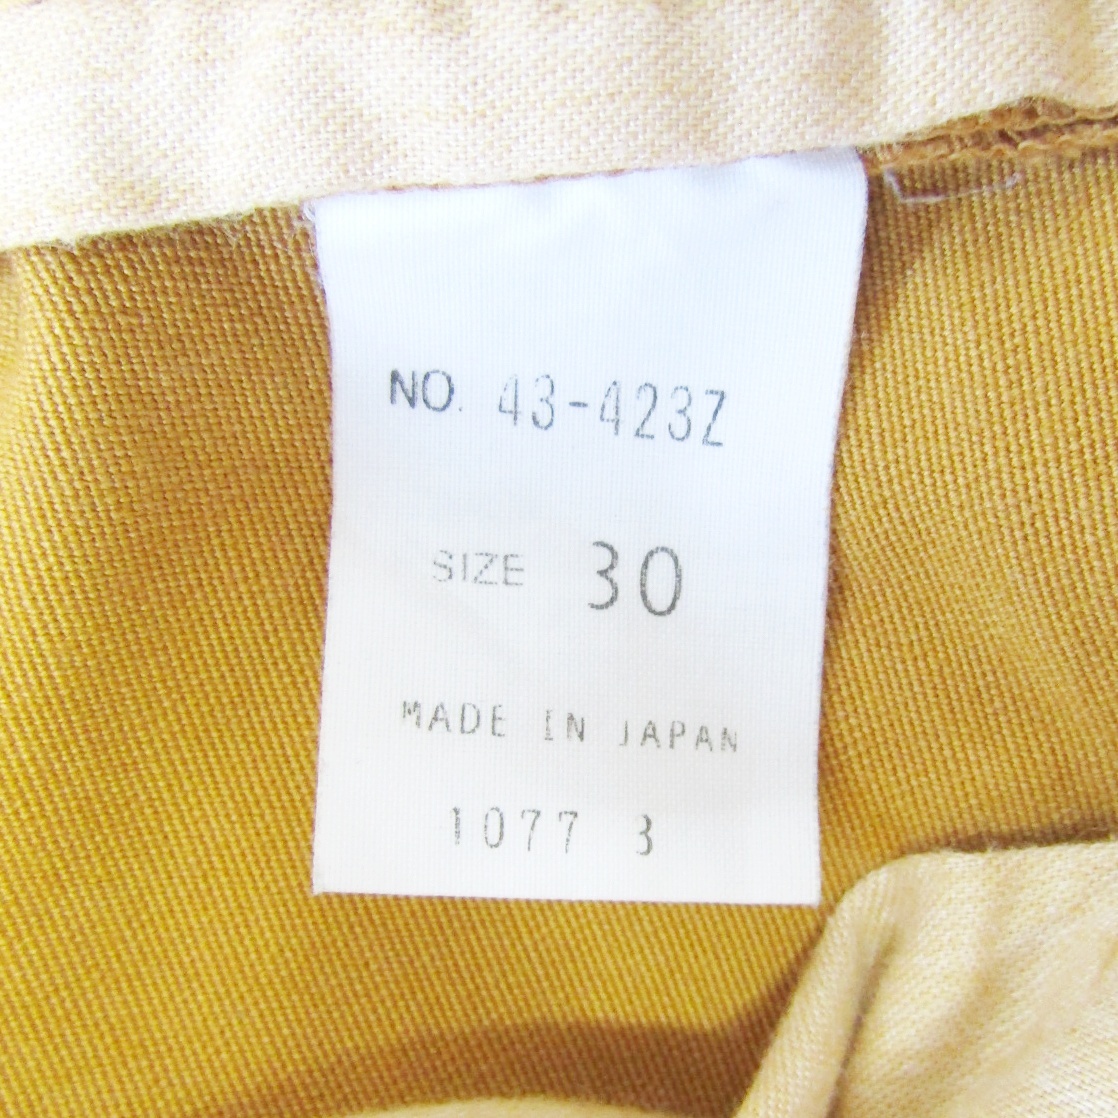 NO. 43-423Z
SIZE 30
MADE IN JAPAN
1077 3